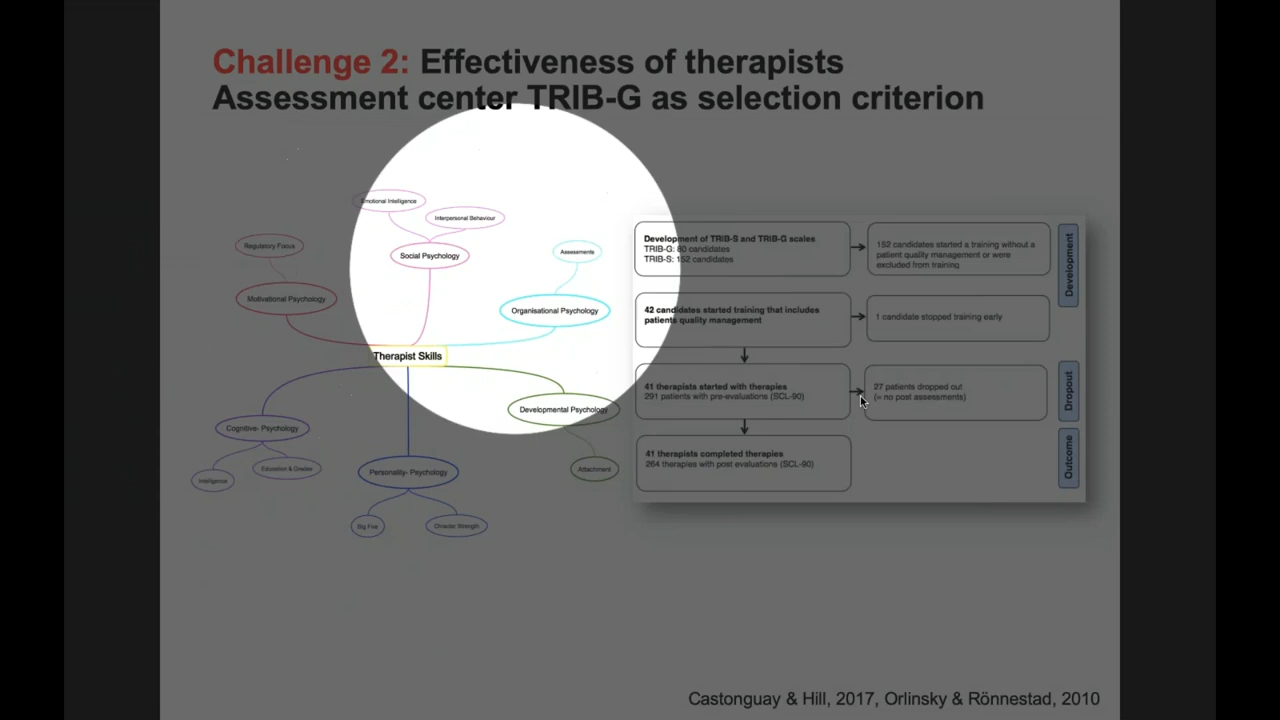 Challenge 2: Effectiveness of therapists
Assessment center TRIB-G as selection criterion
Emotional Intelligence
Interpersonal Behaviour
Regulatory Focus
Social Psychology
Assessments
Motivational Psychology
Organisational Psychology
Therapist Skills
Developmental Psychology
Cognitive- Psychology
Education & Grades
Intelligence
Personality- Psychology
Attachment
Big Five
Chracter Strength
Development of TRIB-S and TRIB-G scales
TRIB-G: 60 candidates
TRIB-S: 152 candidates
152 candidates started a training without a
patient quality management or were
excluded from training
Development
42 candidates started training that includes
patients quality management
1 candidate stopped training early
41 therapists started with therapies
291 patients with pre-evaluations (SCL-90)
27 patients dropped out
(= no post assessments)
Dropout
41 therapists completed therapies
264 therapies with post evaluations (SCL-90)
Outcome
Castonguay & Hill, 2017, Orlinsky & Rönnestad, 2010